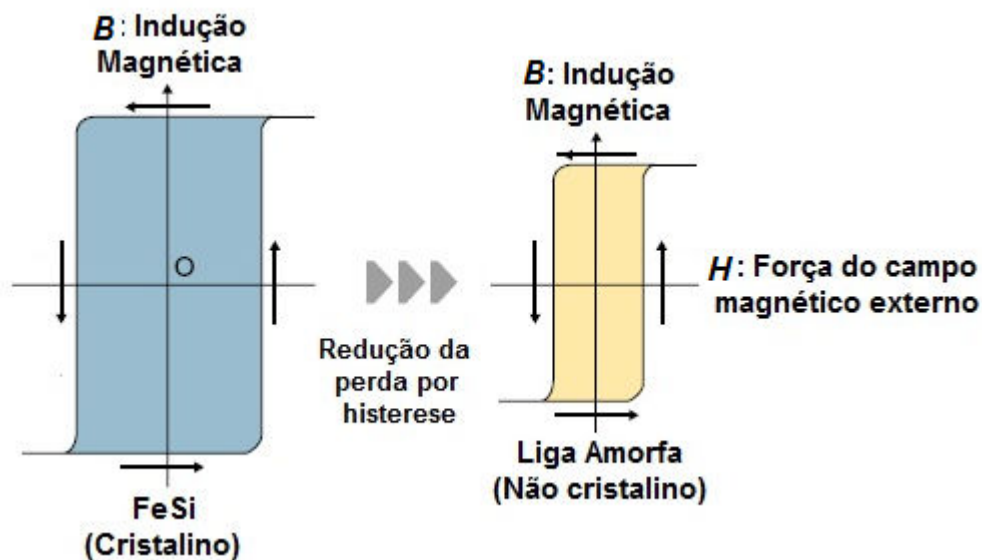 B: Indução
Magnética
B: Indução
Magnética
O
H: Força do campo
magnético externo
Redução da
perda por
histerese
FeSi
(Cristalino)
Liga Amorfa
(Não cristalino)